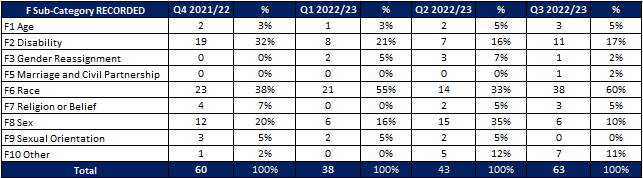 F Sub-Category RECORDED Q4 2021/22 % Q1 2022/23 % Q2 2022/23 % Q3 2022/23 %
F1 Age 2 3% 1 3% 2 5% 3 5%
F2 Disability 19 32% 8 21% 7 16% 11 17%
F3 Gender Reassignment 0 0% 2 5% 3 7% 1 2%
F5 Marriage and Civil Partnership 0 0% 0 0% 0 0% 1 2%
F6 Race 23 38% 21 55% 14 33% 38 60%
F7 Religion or Belief 4 7% 0 0% 2 5% 3 5%
F8 Sex 12 20% 6 16% 15 35% 6 10%
F9 Sexual Orientation 3 5% 2 5% 2 5% 0 0%
F10 Other 1 2% 0 0% 5 12% 7 11%
Total 60 100% 38 100% 43 100% 63 100%